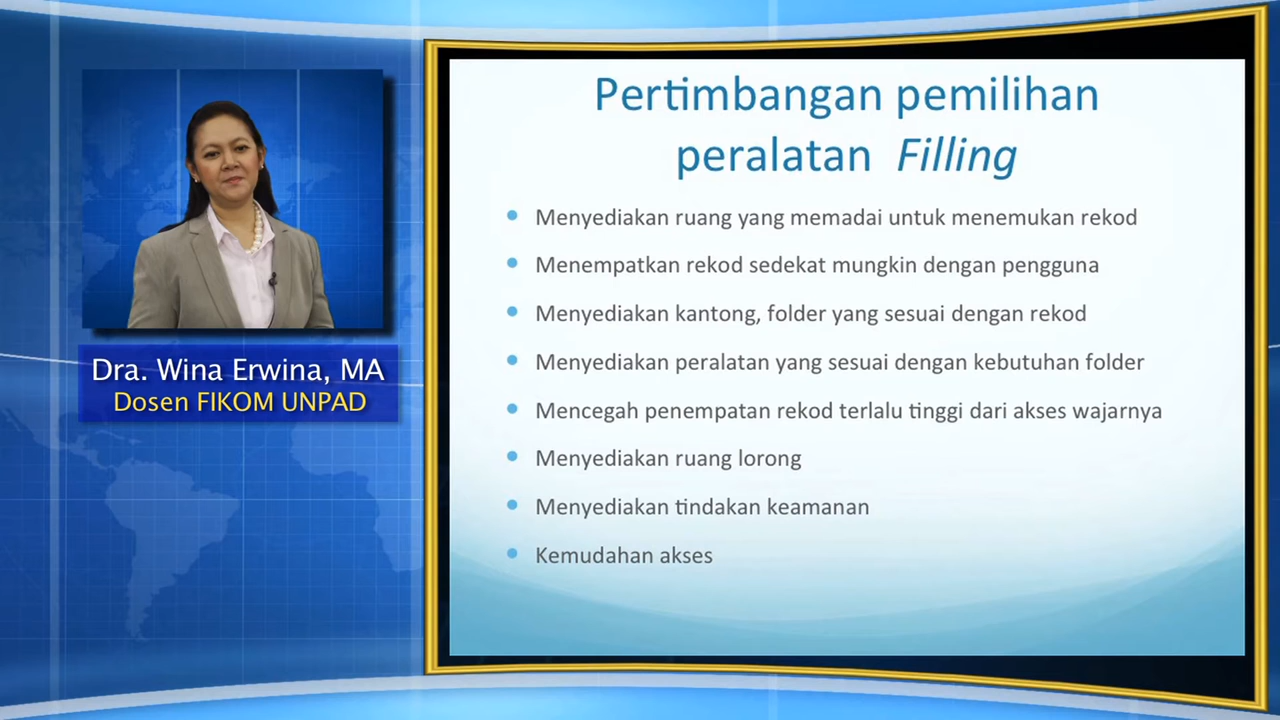 Dra. Wina Erwina, MA
Dosen FIKOM UNPAD
Pertimbangan pemilihan
peralatan Filling
Menyediakan ruang yang memadai untuk menemukan rekod
Menempatkan rekod sedekat mungkin dengan pengguna
Menyediakan kantong, folder yang sesuai dengan rekod
Menyediakan peralatan yang sesuai dengan kebutuhan folder
Mencegah penempatan rekod terlalu tinggi dari akses wajarnya
Menyediakan ruang lorong
Menyediakan tindakan keamanan
Kemudahan akses